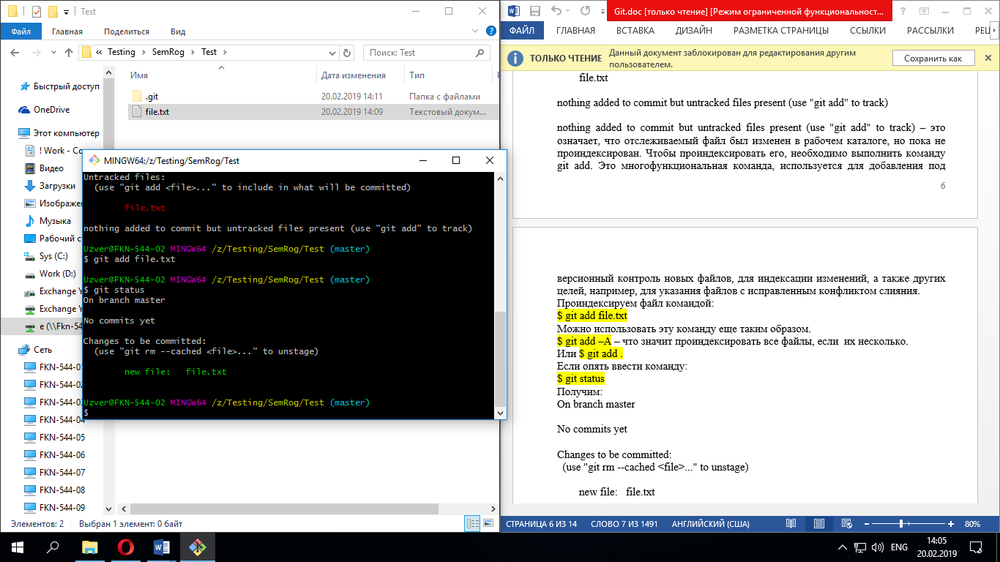 Test
Файл
Главная
Поделиться
Вид
« Testing > SemRog > Test >
Поиск: Test
Быстрый доступ
OneDrive
Этот компьютер
! Work - Co
Видео
Загрузки
Изображен
Музыка
Рабочий ст
Sys (C:)
Work (D:)
Exchange Y
Exchange Y
e (\\Fkn-54
Сеть
FKN-544-01
FKN-544-02
FKN-544-03
FKN-544-04
FKN-544-05
FKN-544-06
FKN-544-07
FKN-544-08
FKN-544-09
Имя Дата изменения Тип
.git 20.02.2019 14:11 Папка с файлами
file.txt 20.02.2019 14:09 Текстовый докум...
Элементов: 2 Выбран 1 элемент: 0 байт
MINGW64:/z/Testing/SemRog/Test
Untracked files:
(use "git add <file>..." to include in what will be committed)
file.txt
nothing added to commit but untracked files present (use "git add" to track)
Uzver@FKN-544-02 MINGW64 /z/Testing/SemRog/Test (master)
$ git add file.txt
Uzver@FKN-544-02 MINGW64 /z/Testing/SemRog/Test (master)
$ git status
On branch master
No commits yet
Changes to be committed:
(use "git rm --cached <file>..." to unstage)
new file: file.txt
Uzver@FKN-544-02 MINGW64 /z/Testing/SemRog/Test (master)
$
Git.doc [только чтение] [Режим ограниченной функциональност...
ФАЙЛ ГЛАВНАЯ ВСТАВКА ДИЗАЙН РАЗМЕТКА СТРАНИЦЫ ССЫЛКИ РАССЫЛКИ РЕЦ
ТОЛЬКО ЧТЕНИЕ
Данный документ заблокирован для редактирования другим
пользователем.
Сохранить как
file.txt
nothing added to commit but untracked files present (use "git add" to track)
nothing added to commit but untracked files present (use "git add" to track) – это
означает, что отслеживаемый файл был изменен в рабочем каталоге, но пока не
проиндексирован. Чтобы проиндексировать его, необходимо выполнить команду
git add. Это многофункциональная команда, используется для добавления под
6
версионный контроль новых файлов, для индексации изменений, а также других
целей, например, для указания файлов с исправленным конфликтом слияния.
Проиндексируем файл командой:
$ git add file.txt
Можно использовать эту команду еще таким образом.
$ git add –A – что значит проиндексировать все файлы, если их несколько.
Или $ git add .
Если опять ввести команду:
$ git status
Получим:
On branch master
No commits yet
Changes to be committed:
(use "git rm --cached <file>..." to unstage)
new file: file.txt
СТРАНИЦА 6 ИЗ 14 СЛОВО 7 ИЗ 1491 АНГЛИЙСКИЙ (США) 80%
ENG
14:05
20.02.2019